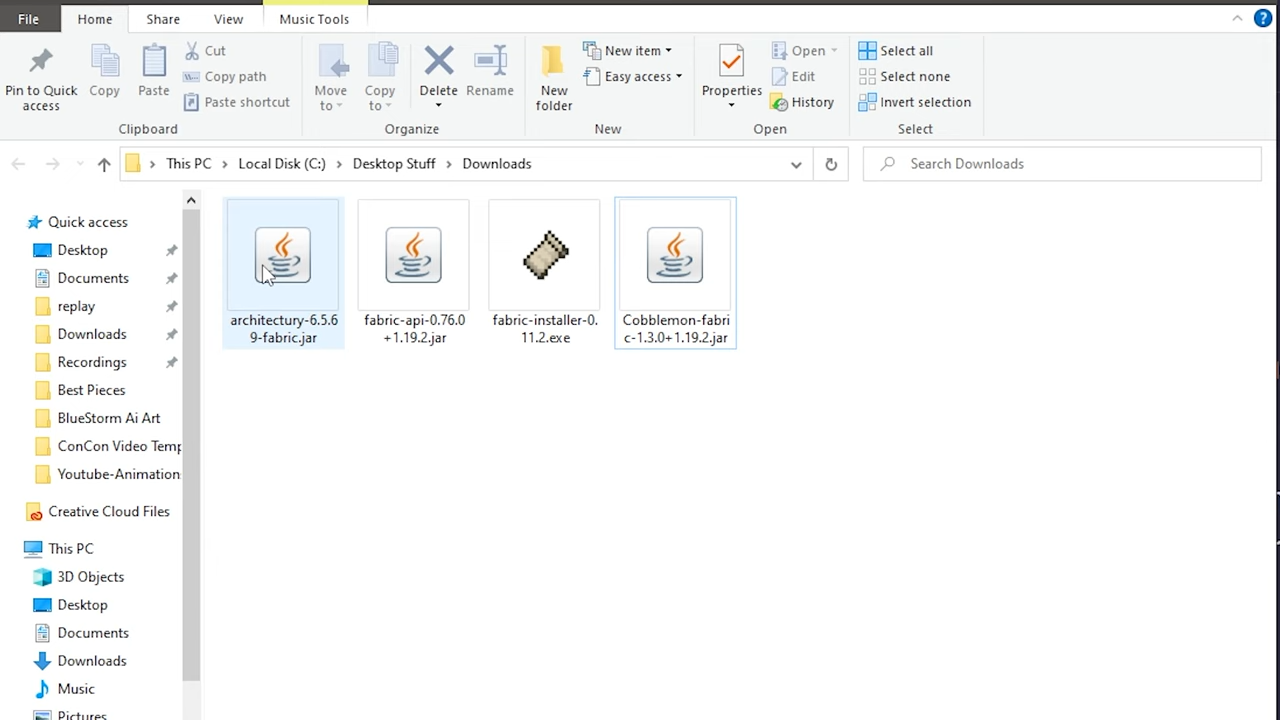 File
Home
Share
View
Music Tools
Pin to Quick
access
Copy
Paste
Cut
Copy path
Paste shortcut
Clipboard
Move
to
Copy
to
Delete
Rename
Organize
New
folder
New item
Easy access
New
Properties
Open
Edit
History
Open
Select all
Select none
Invert selection
Select
This PC
Local Disk (C:)
Desktop Stuff
Downloads
Search Downloads
Quick access
Desktop
Documents
replay
Downloads
Recordings
Best Pieces
BlueStorm Ai Art
ConCon Video Temp
Youtube-Animation
Creative Cloud Files
This PC
3D Objects
Desktop
Documents
Downloads
Music
Pictures
architectury-6.5.6
9-fabric.jar
fabric-api-0.76.0
+1.19.2.jar
fabric-installer-0.
11.2.exe
Cobblemon-fabri
c-1.3.0+1.19.2.jar